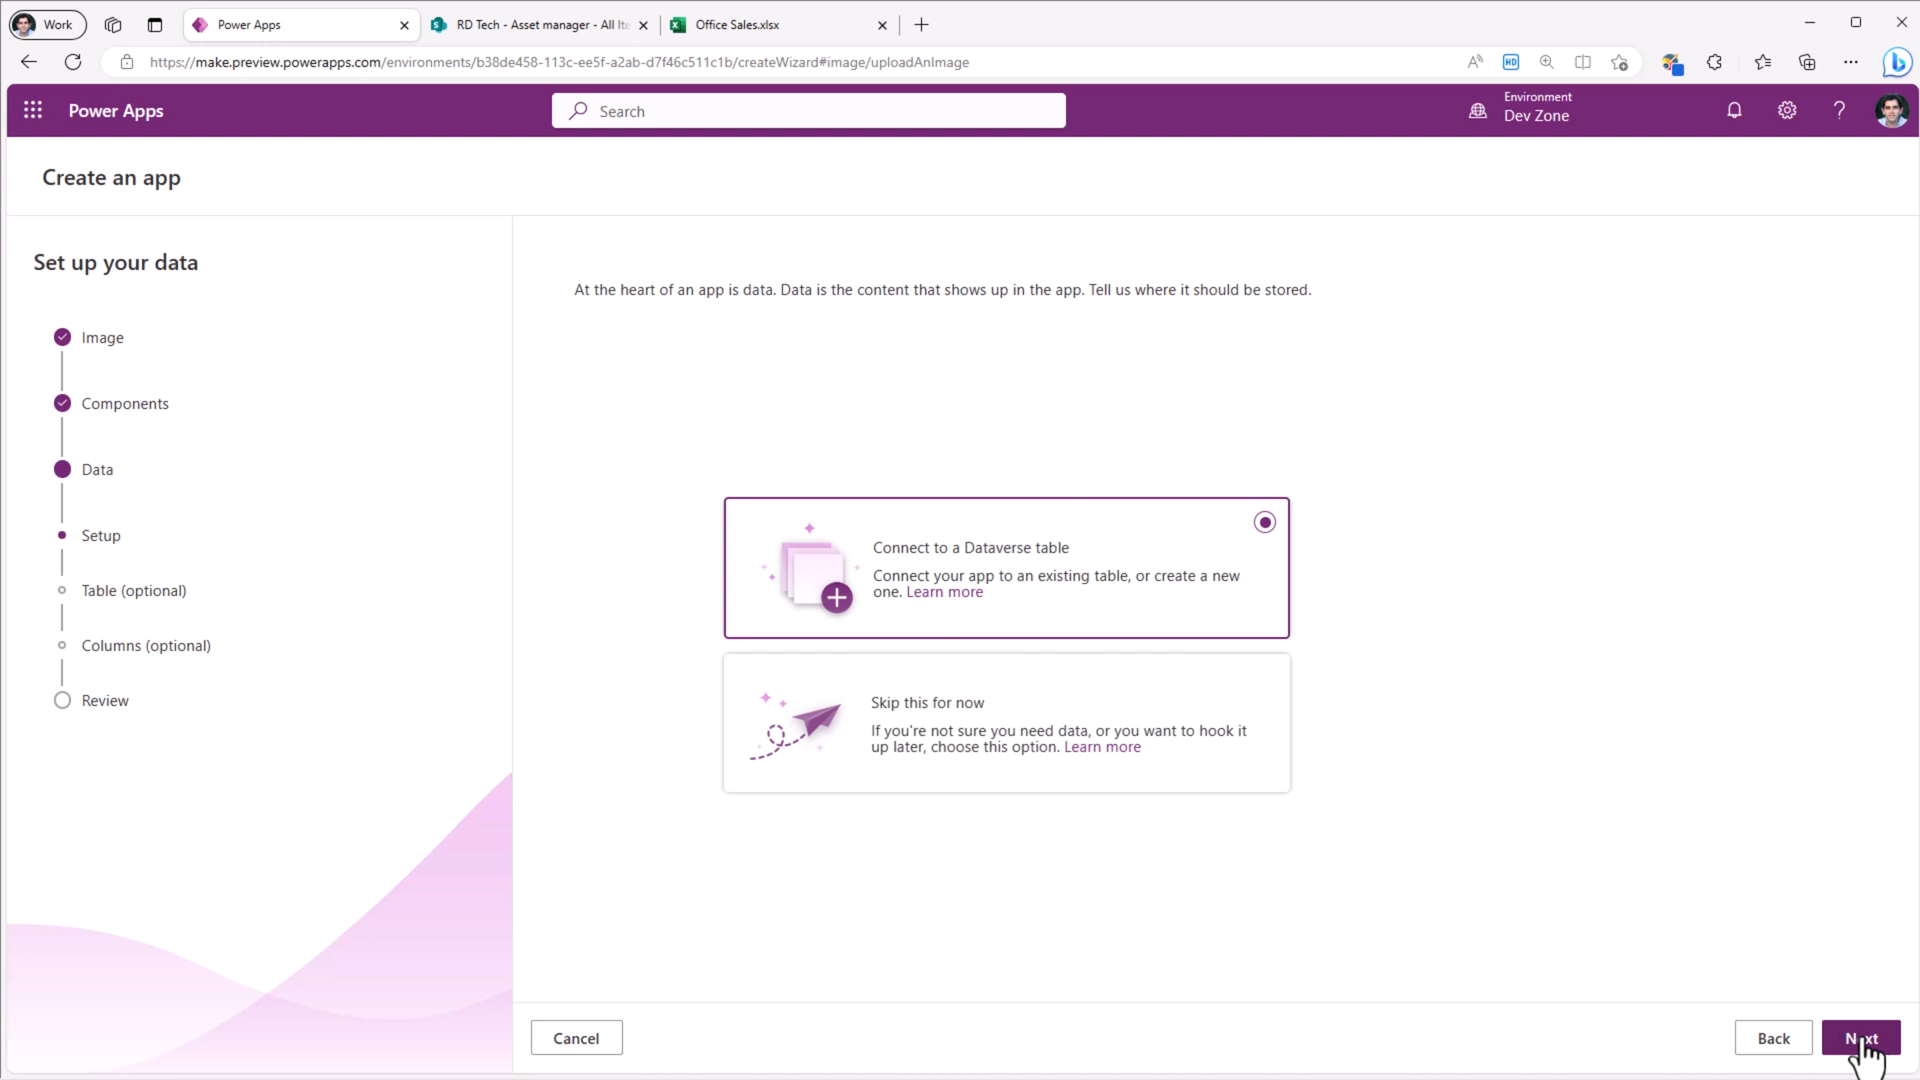 Work
Power Apps
RD Tech - Asset manager - All Ite
Office Sales.xlsx
https://make.preview.powerapps.com/environments/b38de458-113c-ee5f-a2ab-d7f46c511c1b/createWizard#image/uploadAnImage
HD
Power Apps
Search
Environment
Dev Zone
Create an app
Set up your data
Image
Components
Data
Setup
Table (optional)
Columns (optional)
Review
At the heart of an app is data. Data is the content that shows up in the app. Tell us where it should be stored.
Connect to a Dataverse table
Connect your app to an existing table, or create a new
one. Learn more
Skip this for now
If you're not sure you need data, or you want to hook it
up later, choose this option. Learn more
Cancel
Back
Next